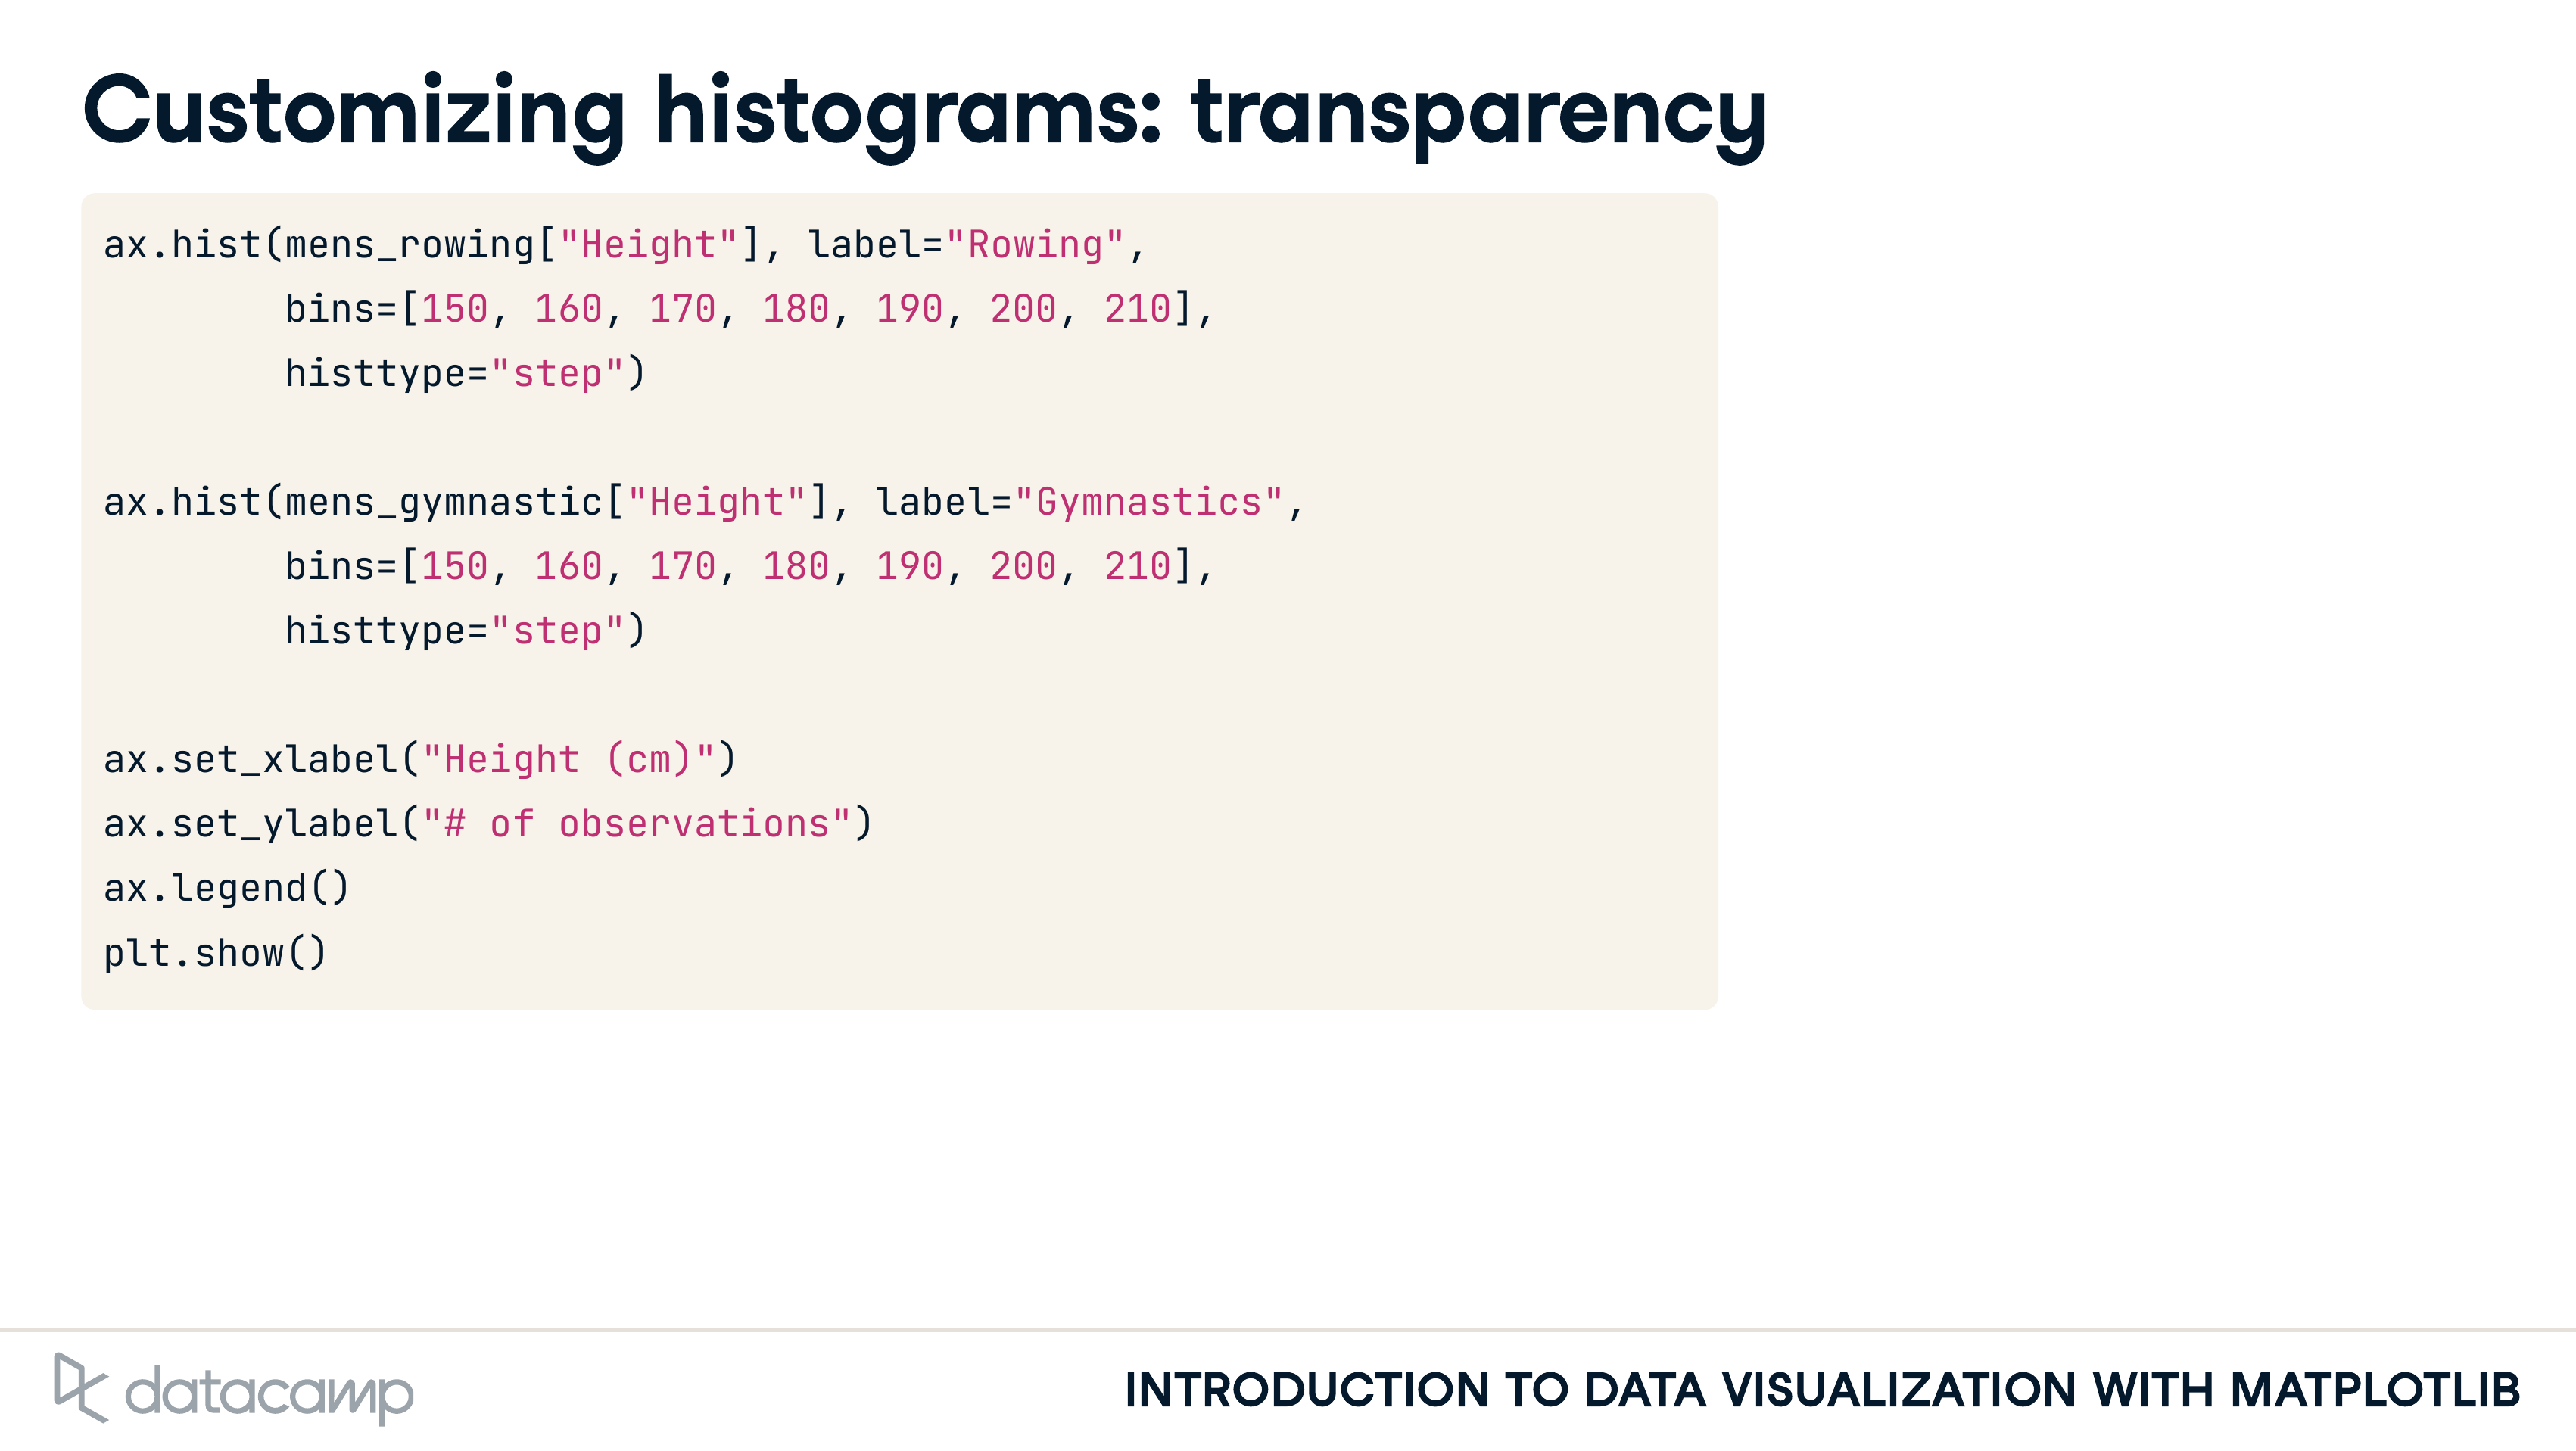 Customizing histograms: transparency
ax.hist(mens_rowing["Height"], label="Rowing",
        bins=[150, 160, 170, 180, 190, 200, 210],
        histtype="step")
ax.hist(mens_gymnastic["Height"], label="Gymnastics",
        bins=[150, 160, 170, 180, 190, 200, 210],
        histtype="step")
ax.set_xlabel("Height (cm)")
ax.set_ylabel("# of observations")
ax.legend()
plt.show()
datacamp
INTRODUCTION TO DATA VISUALIZATION WITH MATPLOTLIB